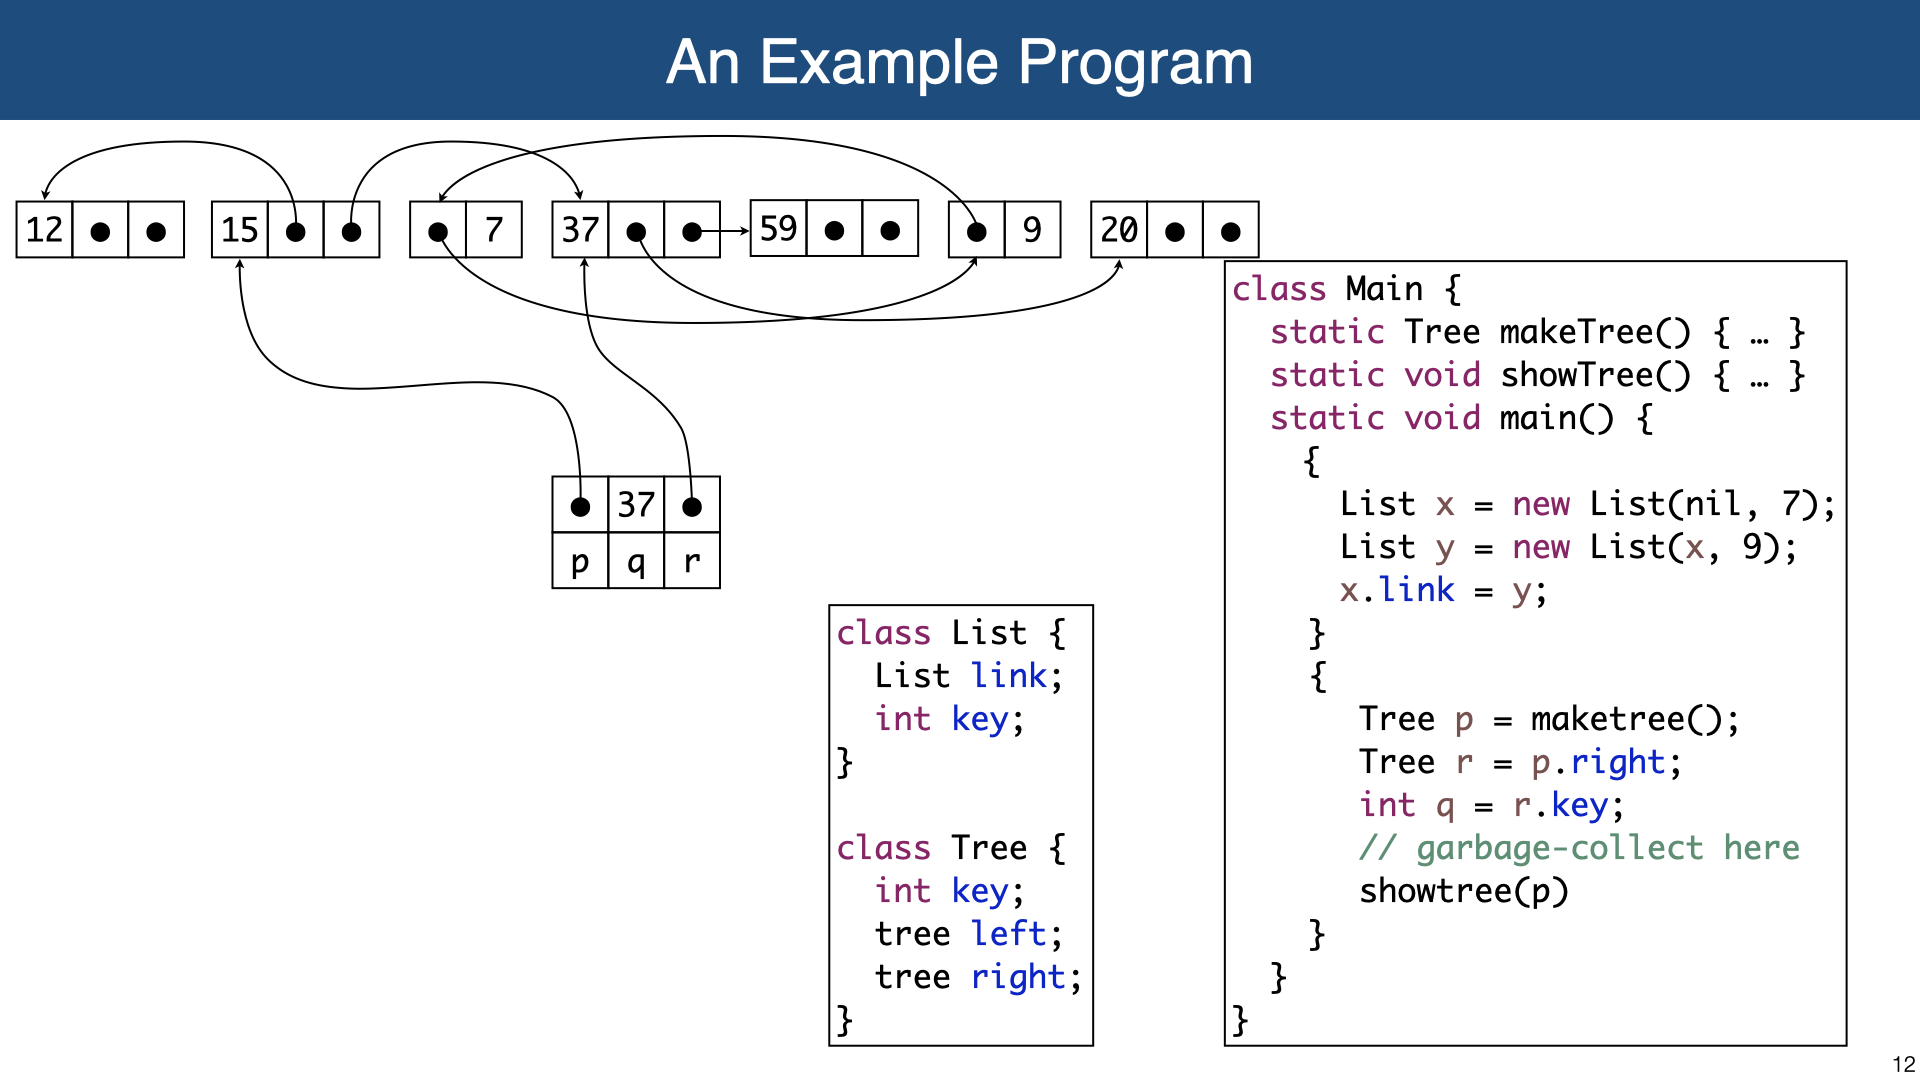 An Example Program
12 15 7 37 59 9 20
37
p q r
class List {
List link;
int key;
}
class Tree {
int key;
tree left;
tree right;
}
class Main {
static Tree makeTree() { … }
static void showTree() { … }
static void main() {
{
List x = new List(nil, 7);
List y = new List(x, 9);
x.link = y;
}
{
Tree p = maketree();
Tree r = p.right;
int q = r.key;
// garbage-collect here
showtree(p)
}
}
}
12